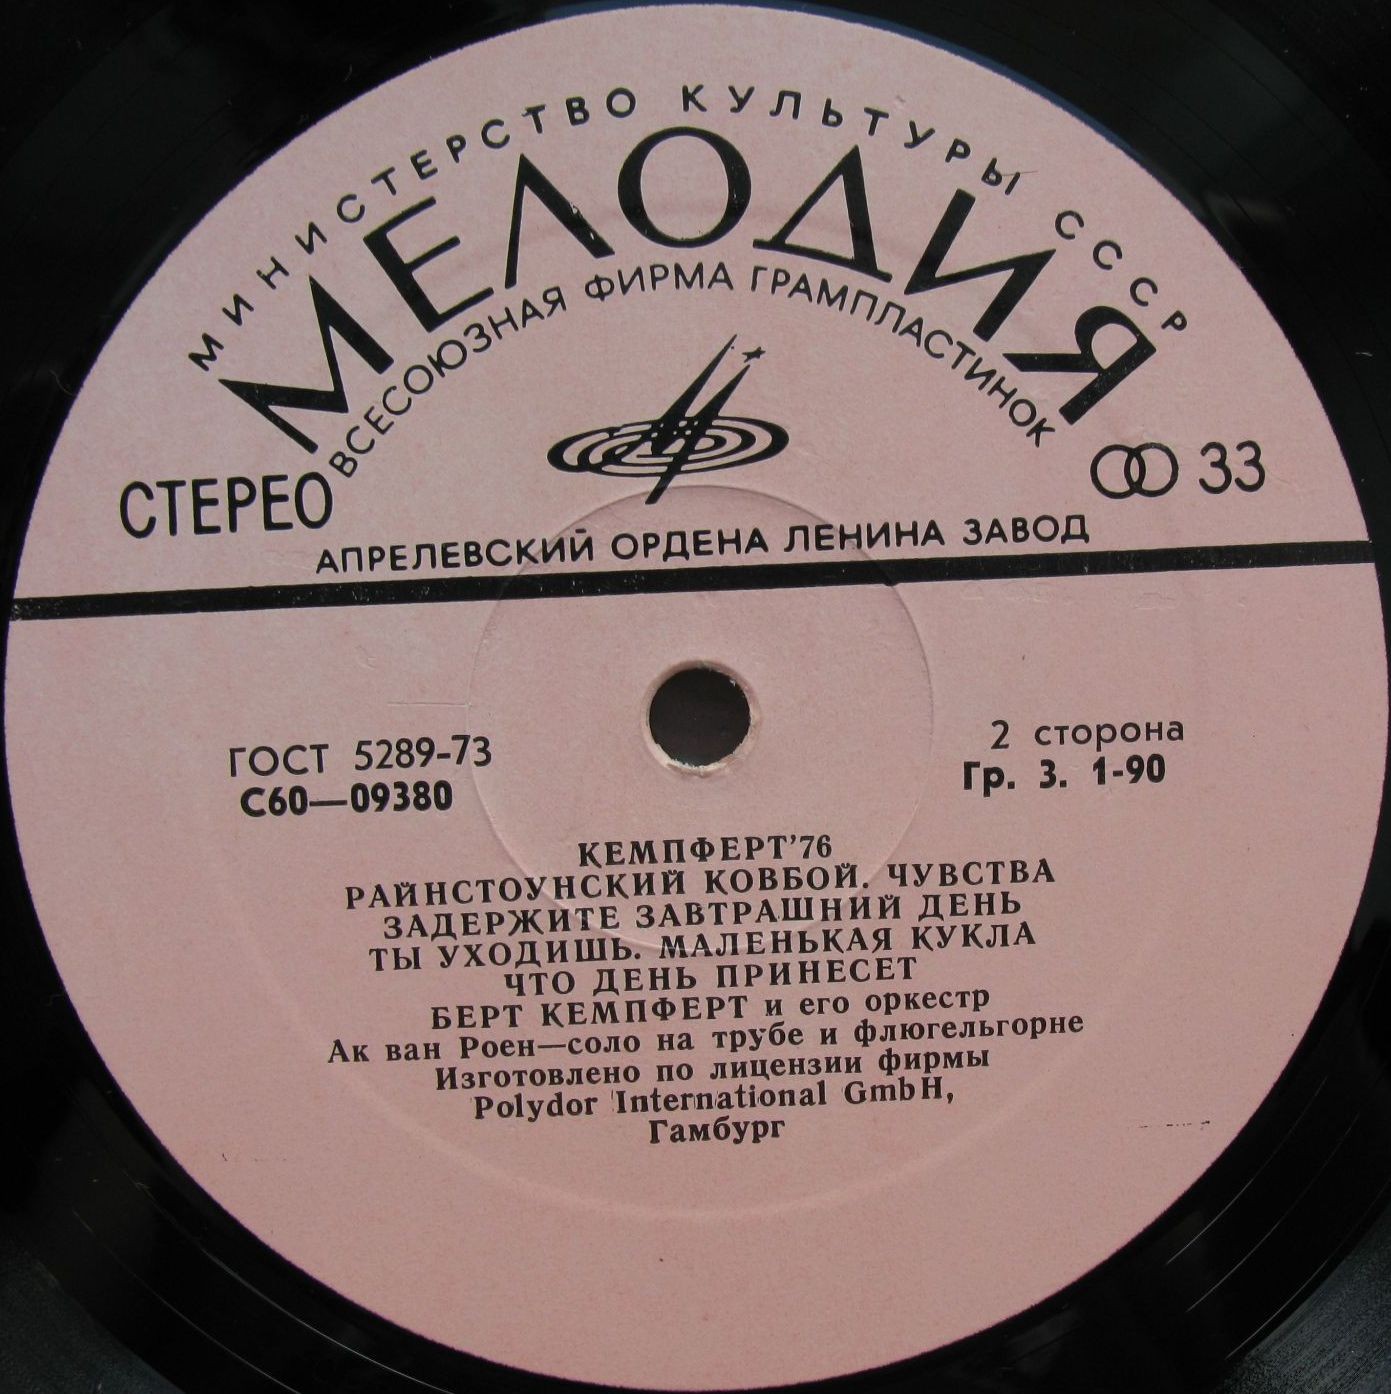 МИНИСТЕРСТВО КУЛЬТУРЫ СССР
МЕЛОДИЯ
ВСЕСОЮЗНАЯ ФИРМА ГРАМПЛАСТИНОК
СТЕРЕО
33
АПРЕЛЕВСКИЙ ОРДЕНА ЛЕНИНА ЗАВОД
ГОСТ 5289-73
С60—09380
2 сторона
Гр. 3. 1-90
КЕМПФЕРТ'76
РАЙНСТОУНСКИЙ КОВБОЙ. ЧУВСТВА
ЗАДЕРЖИТЕ ЗАВТРАШНИЙ ДЕНЬ
ТЫ УХОДИШЬ. МАЛЕНЬКАЯ КУКЛА
ЧТО ДЕНЬ ПРИНЕСЕТ
БЕРТ КЕМПФЕРТ и его оркестр
Ак ван Роен—соло на трубе и флюгельгорне
Изготовлено по лицензии фирмы
Polydor International GmbH,
Гамбург